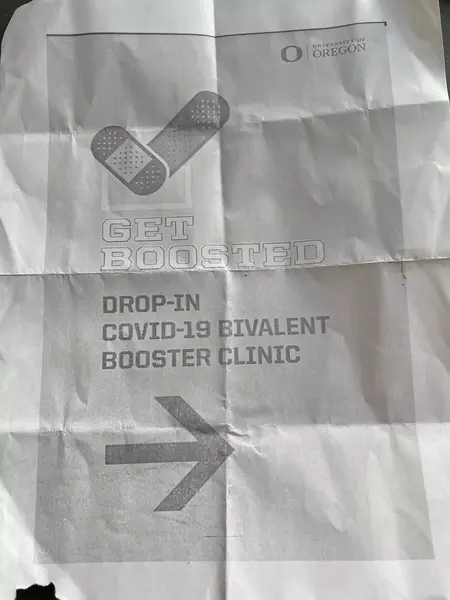 UNIVERSITY OF
OREGON
GET
BOOSTED
DROP-IN
COVID-19 BIVALENT
BOOSTER CLINIC